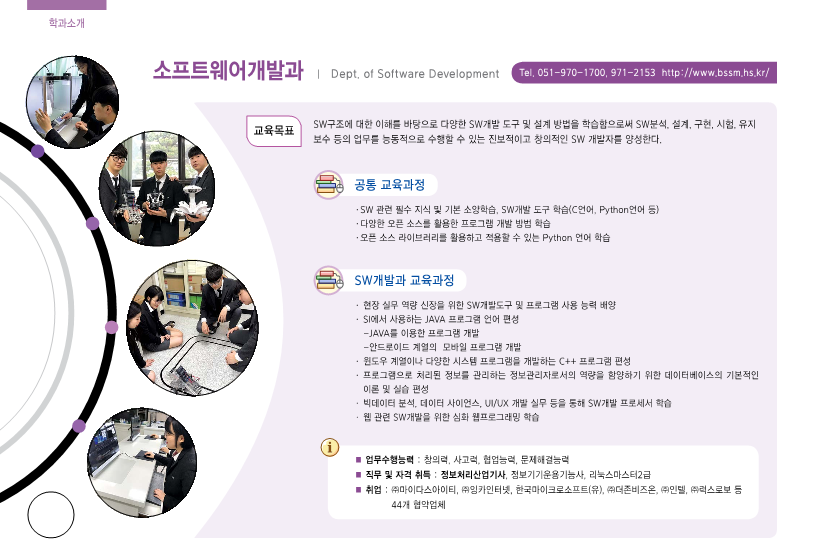 학과소개
소프트웨어개발과 | Dept. of Software Development Tel. 051-970-1700, 971-2153 http://www.bssm.hs.kr/
교육목표
SW구조에 대한 이해를 바탕으로 다양한 SW개발 도구 및 설계 방법을 학습함으로써 SW분석, 설계, 구현, 시험, 유지
보수 등의 업무를 능동적으로 수행할 수 있는 진보적이고 창의적인 SW 개발자를 양성한다.
공통 교육과정
·SW 관련 필수 지식 및 기본 소양학습, SW개발 도구 학습(C언어, Python언어 등)
·다양한 오픈 소스를 활용한 프로그램 개발 방법 학습
·오픈 소스 라이브러리를 활용하고 적용할 수 있는 Python 언어 학습
SW개발과 교육과정
· 현장 실무 역량 신장을 위한 SW개발도구 및 프로그램 사용 능력 배양
· SI에서 사용하는 JAVA 프로그램 언어 편성
-JAVA를 이용한 프로그램 개발
-안드로이드 계열의 모바일 프로그램 개발
· 윈도우 계열이나 다양한 시스템 프로그램을 개발하는 C++ 프로그램 편성
· 프로그램으로 처리된 정보를 관리하는 정보관리자로서의 역량을 함양하기 위한 데이터베이스의 기본적인
이론 및 실습 편성
· 빅데이터 분석, 데이터 사이언스, UI/UX 개발 실무 등을 통해 SW개발 프로세서 학습
· 웹 관련 SW개발을 위한 심화 웹프로그래밍 학습
■ 업무수행능력 : 창의력, 사고력, 협업능력, 문제해결능력
■ 직무 및 자격 취득 : 정보처리산업기사, 정보기기운용기능사, 리눅스마스터2급
■ 취업 : ㈜마이다스아이티, ㈜잉카인터넷, 한국마이크로소프트(유), ㈜더존비즈온, ㈜인텔, ㈜럭스로보 등
44개 협약업체